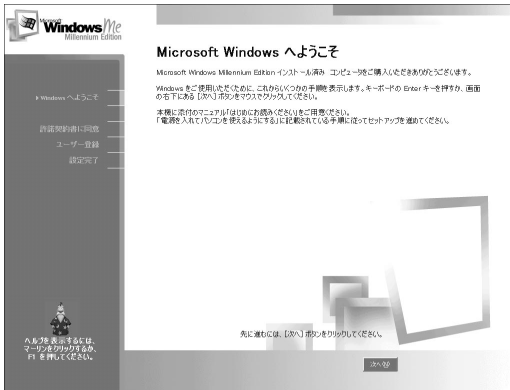 Microsoft
Windows Me
Millennium Edition
Microsoft Windows へようこそ
Microsoft Windows Millennium Edition インストール済み コンピュータをご購入いただきありがとうございます。
Windows をご使用いただくために、これからいくつかの手順を表示します。キーボードの Enter キーを押すか、画面
の右下にある [次へ] ボタンをマウスでクリックしてください。
本機に添付のマニュアル「はじめにお読みください」をご用意ください。
「電源を入れてパソコンを使えるようにする」に記載されている手順に従ってセットアップを進めてください。
Windows へようこそ
許諾契約書に同意
ユーザー登録
設定完了
ヘルプを表示するには、
マーリンをクリックするか、
F1 を押してください。
先に進むには、[次へ] ボタンをクリックしてください。
次へ(N)